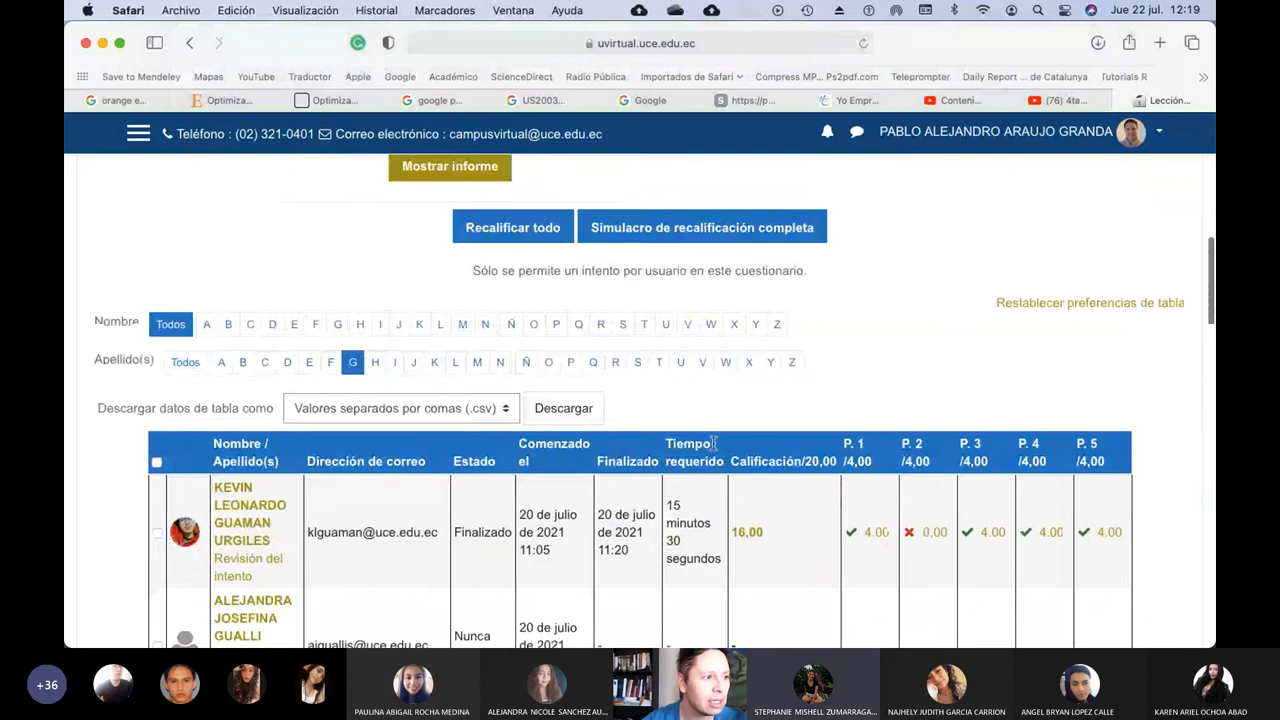 Safari Archivo Edición Visualización Historial Marcadores Ventana Ayuda Jue 22 jul. 12:19
uvirtual.uce.edu.ec
Save to Mendeley Mapas YouTube Traductor Apple Google Académico ScienceDirect Radio Pública Importados de Safari Compress MP... Ps2pdf.com Teleprompter Daily Report ... de Catalunya Tutorials R
orange e... Optimiza... Optimiza... google p... US2003... Google https://p... Yo Empr... Conteni... (76) 4ta... Lección...
Teléfono : (02) 321-0401 Correo electrónico : campusvirtual@uce.edu.ec PABLO ALEJANDRO ARAUJO GRANDA
Mostrar informe
Recalificar todo Simulacro de recalificación completa
Sólo se permite un intento por usuario en este cuestionario.
Restablecer preferencias de tabla
Nombre Todos A B C D E F G H I J K L M N Ñ O P Q R S T U V W X Y Z
Apellido(s) Todos A B C D E F G H I J K L M N Ñ O P Q R S T U V W X Y Z
Descargar datos de tabla como Valores separados por comas (.csv) Descargar
Nombre / Comenzado Tiempo P. 1 P. 2 P. 3 P. 4 P. 5
Apellido(s) Dirección de correo Estado el Finalizado requerido Calificación/20,00 /4,00 /4,00 /4,00 /4,00 /4,00
KEVIN
LEONARDO
GUAMAN
URGILES
Revisión del
intento
klguaman@uce.edu.ec
Finalizado
20 de julio
de 2021
11:05
20 de julio
de 2021
11:20
15
minutos
30
segundos
16,00
4.00 0,00 4.00 4.00 4.00
ALEJANDRA
JOSEFINA
GUALLI
aiguallis@uce.edu.ec
Nunca
20 de julio
de 2021
- - -
+36 PAULINA ABIGAIL ROCHA MEDINA ALEJANDRA NICOLE SANCHEZ AU... STEPHANIE MISHELL ZUMARRAGA... NAJHELY JUDITH GARCIA CARRION ANGEL BRYAN LOPEZ CALLE KAREN ARIEL OCHOA ABAD